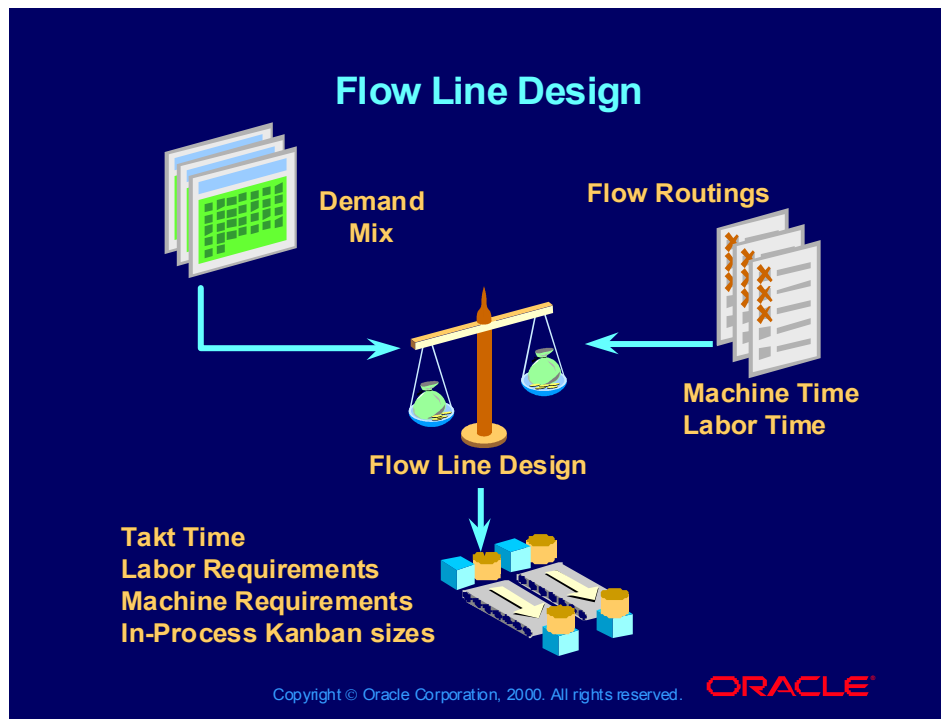 Flow Line Design
Demand
Mix
Flow Routings
Machine Time
Labor Time
Flow Line Design
Takt Time
Labor Requirements
Machine Requirements
In-Process Kanban sizes
Copyright © Oracle Corporation, 2000. All rights reserved.
ORACLE®